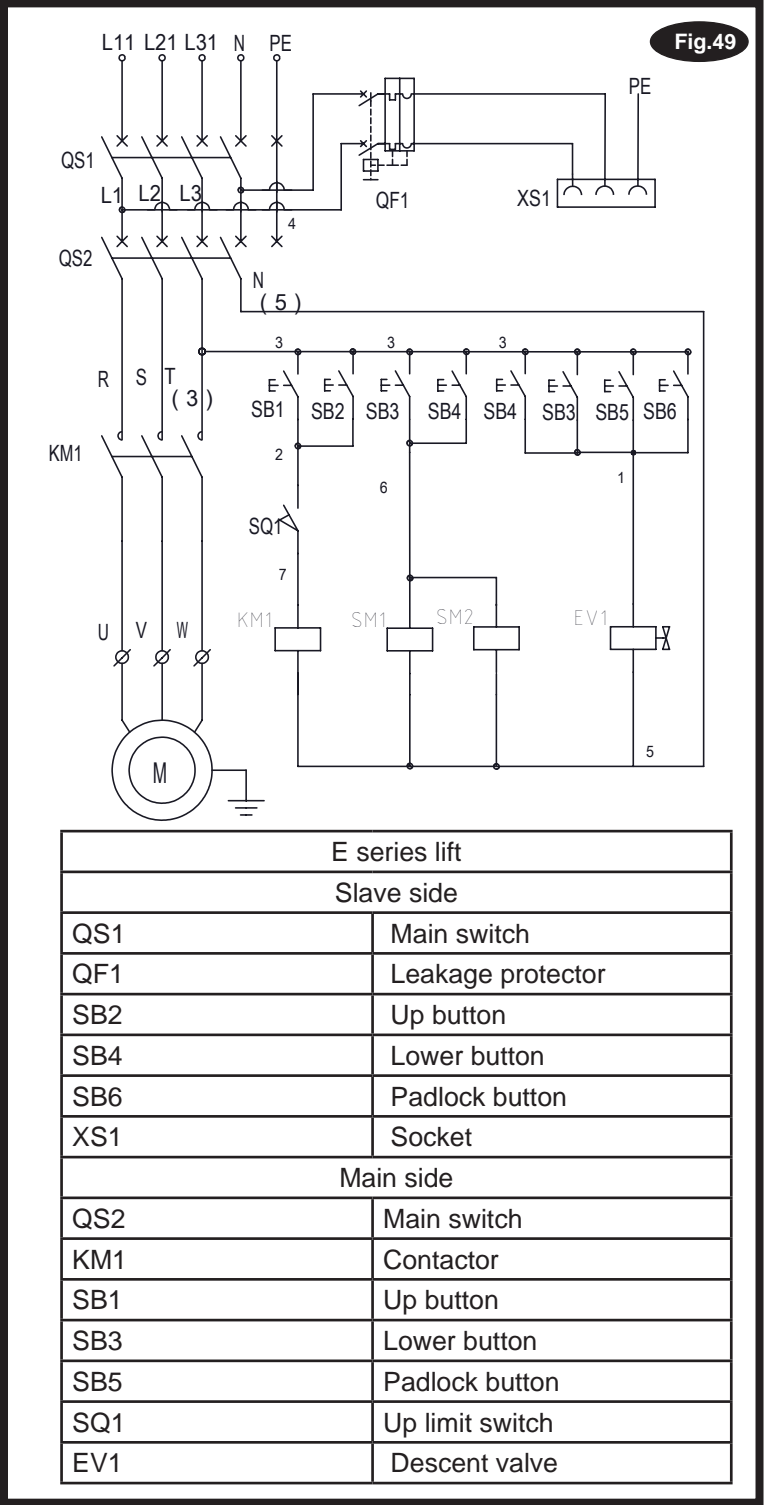 Fig.49
L11 L21 L31 N PE
PE
QS1
L1 L2 L3
QF1
XS1
4
QS2
N
( 5 )
3 3 3
R S T
( 3 )
SB1 SB2 SB3 SB4 SB4 SB3 SB5 SB6
KM1
2
6
1
SQ1
7
KM1 SM1 SM2 EV1
U V W
5
M
E series lift
Slave side
QS1 Main switch
QF1 Leakage protector
SB2 Up button
SB4 Lower button
SB6 Padlock button
XS1 Socket
Main side
QS2 Main switch
KM1 Contactor
SB1 Up button
SB3 Lower button
SB5 Padlock button
SQ1 Up limit switch
EV1 Descent valve